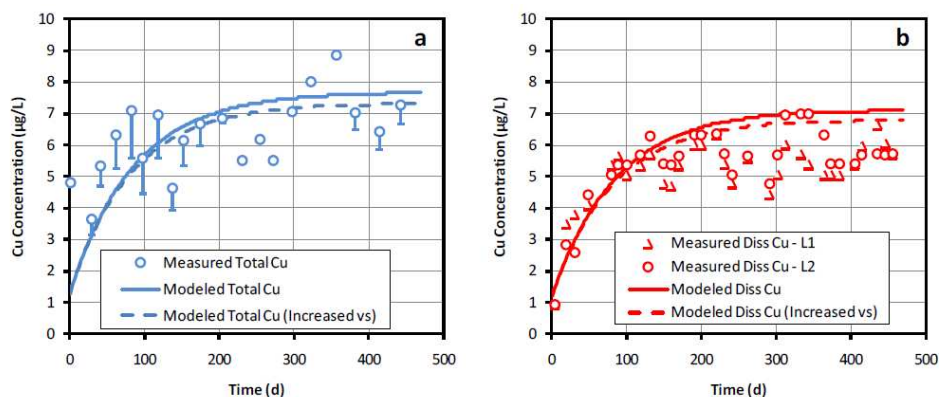 a
Cu Concentration (µg/L)
10
9
8
7
6
5
4
3
2
1
0
Measured Total Cu
Modeled Total Cu
Modeled Total Cu (Increased vs)
0 100 200 300 400 500
Time (d)
b
Cu Concentration (µg/L)
10
9
8
7
6
5
4
3
2
1
0
Measured Diss Cu - L1
Measured Diss Cu - L2
Modeled Diss Cu
Modeled Diss Cu (Increased vs)
0 100 200 300 400 500
Time (d)